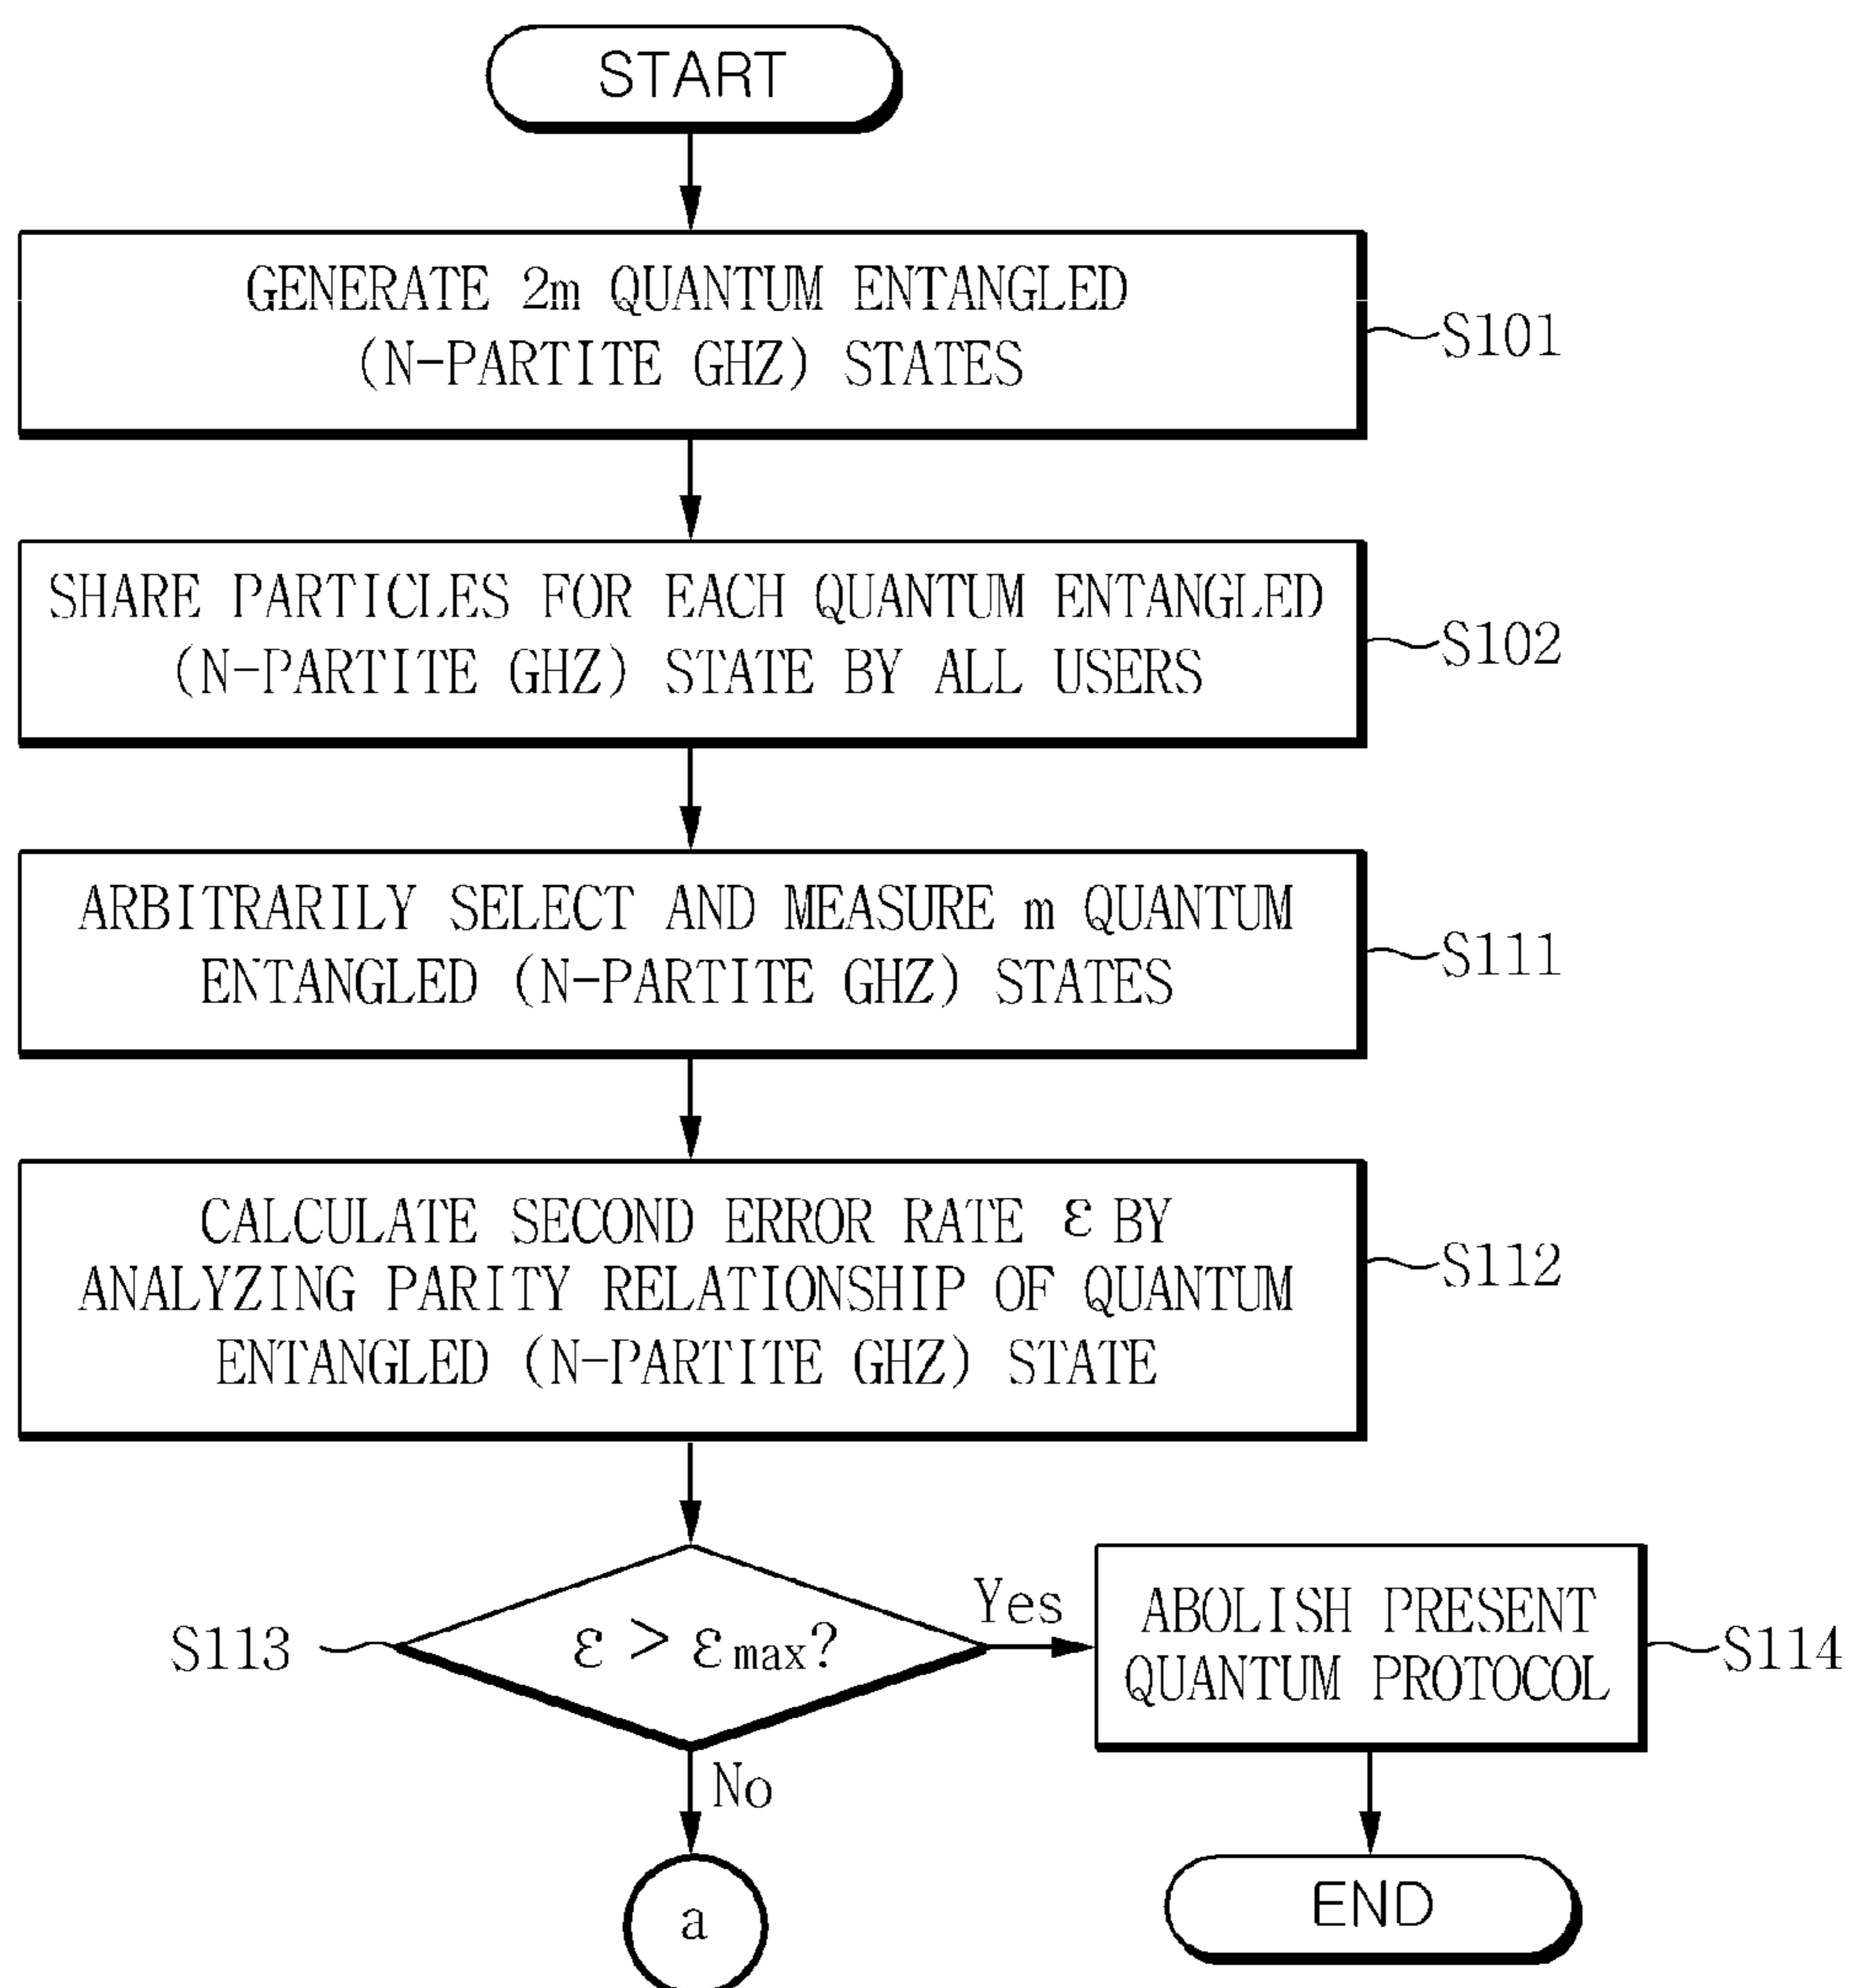 START
GENERATE 2m QUANTUM ENTANGLED
(N-PARTITE GHZ) STATES
S101
SHARE PARTICLES FOR EACH QUANTUM ENTANGLED
(N-PARTITE GHZ) STATE BY ALL USERS
S102
ARBITRARILY SELECT AND MEASURE m QUANTUM
ENTANGLED (N-PARTITE GHZ) STATES
S111
CALCULATE SECOND ERROR RATE ε BY
ANALYZING PARITY RELATIONSHIP OF QUANTUM
ENTANGLED (N-PARTITE GHZ) STATE
S112
S113
ε > εmax?
Yes
ABOLISH PRESENT
QUANTUM PROTOCOL
S114
No
a
END